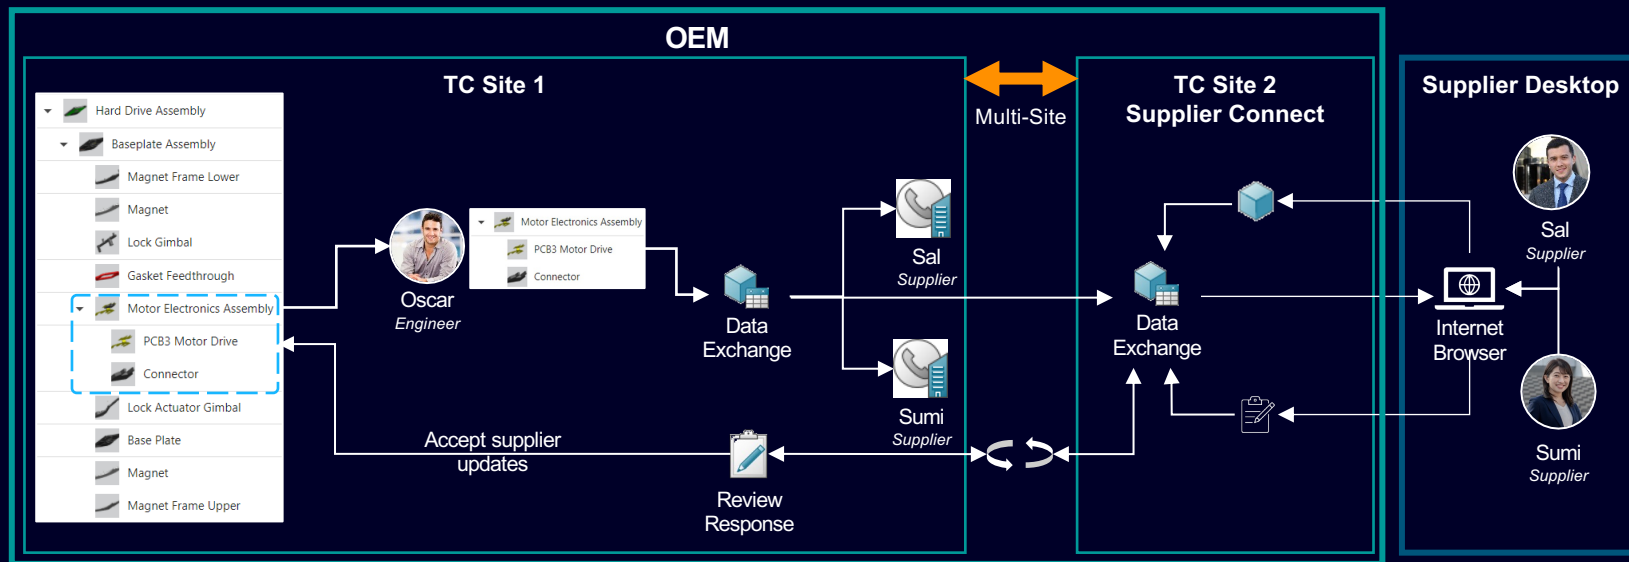 OEM
TC Site 1
Hard Drive Assembly
Baseplate Assembly
Magnet Frame Lower
Magnet
Lock Gimbal
Gasket Feedthrough
Motor Electronics Assembly
PCB3 Motor Drive
Connector
Lock Actuator Gimbal
Base Plate
Magnet
Magnet Frame Upper
Oscar
Engineer
Motor Electronics Assembly
PCB3 Motor Drive
Connector
Data
Exchange
Sal
Supplier
Sumi
Supplier
Accept supplier
updates
Review
Response
Multi-Site
TC Site 2
Supplier Connect
Data
Exchange
Supplier Desktop
Sal
Supplier
Internet
Browser
Sumi
Supplier